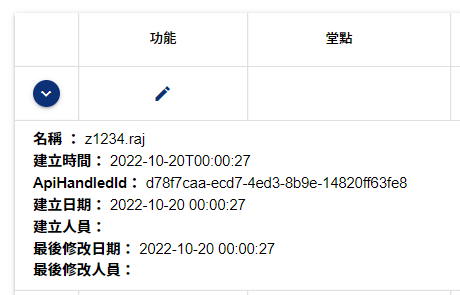 功能 堂點
名稱 ： z1234.raj
建立時間： 2022-10-20T00:00:27
ApiHandledId： d78f7caa-ecd7-4ed3-8b9e-14820ff63fe8
建立日期： 2022-10-20 00:00:27
建立人員：
最後修改日期： 2022-10-20 00:00:27
最後修改人員：